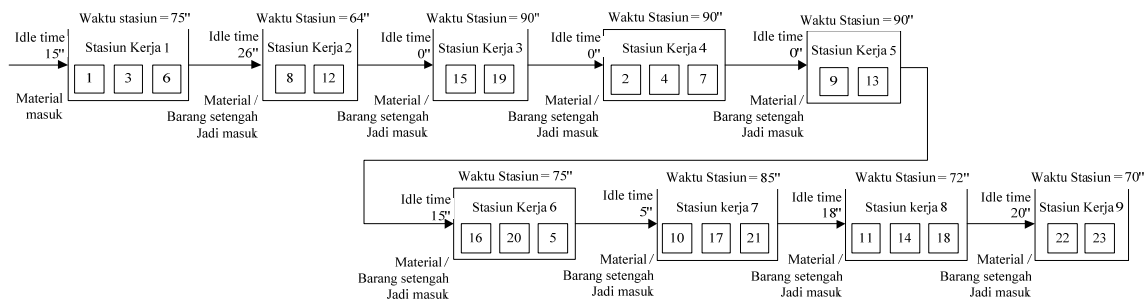 Waktu stasiun = 75" Waktu Stasiun = 64" Waktu Stasiun = 90" Waktu Stasiun = 90" Waktu Stasiun = 90"
Idle time 15" Stasiun Kerja 1
1 3 6
Material masuk
Idle time 26" Stasiun Kerja 2
8 12
Material / Barang setengah Jadi masuk
Idle time 0" Stasiun Kerja 3
15 19
Material / Barang setengah Jadi masuk
Idle time 0" Stasiun Kerja 4
2 4 7
Material / Barang setengah Jadi masuk
Idle time 0" Stasiun Kerja 5
9 13
Material / Barang setengah Jadi masuk
Waktu Stasiun = 75" Waktu Stasiun = 85" Waktu Stasiun = 72" Waktu Stasiun = 70"
Idle time 15" Stasiun Kerja 6
16 20 5
Material / Barang setengah Jadi masuk
Idle time 5" Stasiun kerja 7
10 17 21
Material / Barang setengah Jadi masuk
Idle time 18" Stasiun kerja 8
11 14 18
Material / Barang setengah Jadi masuk
Idle time 20" Stasiun Kerja 9
22 23
Material / Barang setengah Jadi masuk